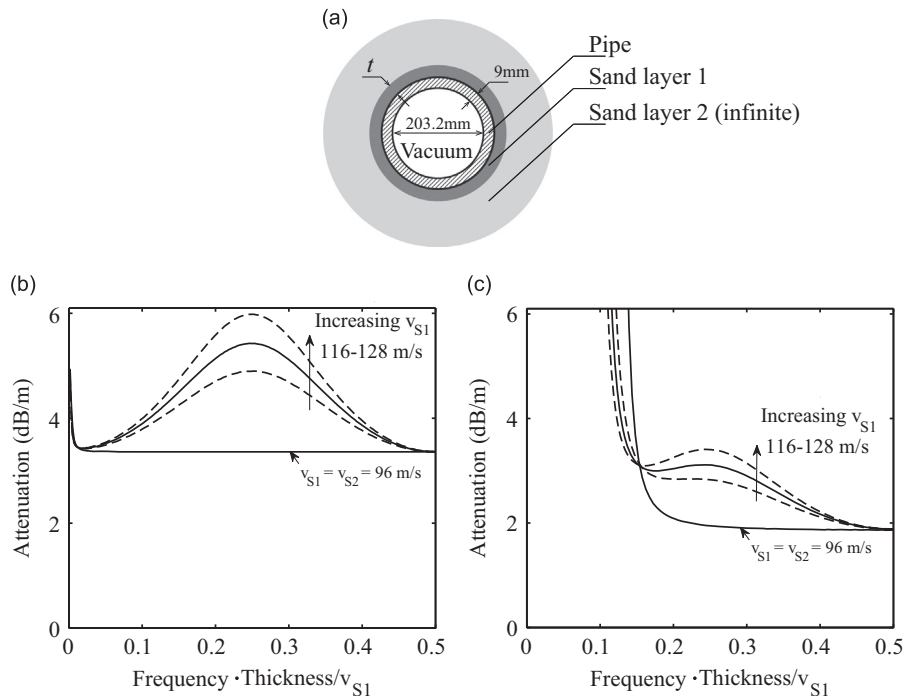 (a)
Pipe
Sand layer 1
Sand layer 2 (infinite)
t
9mm
203.2mm
Vacuum
(b)
Attenuation (dB/m)
6
4
2
0
0
0.1
0.2
0.3
0.4
0.5
Frequency ·Thickness/v_S1
Increasing v_S1
116-128 m/s
v_S1 = v_S2 = 96 m/s
(c)
Attenuation (dB/m)
6
4
2
0
0
0.1
0.2
0.3
0.4
0.5
Frequency ·Thickness/v_S1
Increasing v_S1
116-128 m/s
v_S1 = v_S2 = 96 m/s